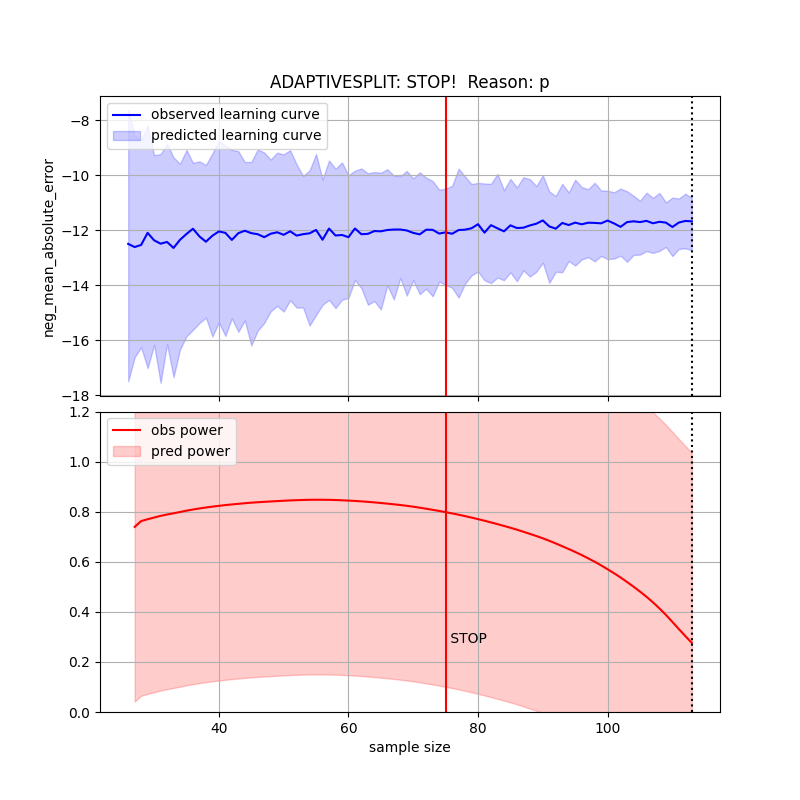 ADAPTIVESPLIT: STOP!  Reason: p
observed learning curve
predicted learning curve
neg_mean_absolute_error
−8
−10
−12
−14
−16
−18
obs power
pred power
1.2
1.0
0.8
0.6
0.4
0.2
0.0
STOP
40
60
80
100
sample size